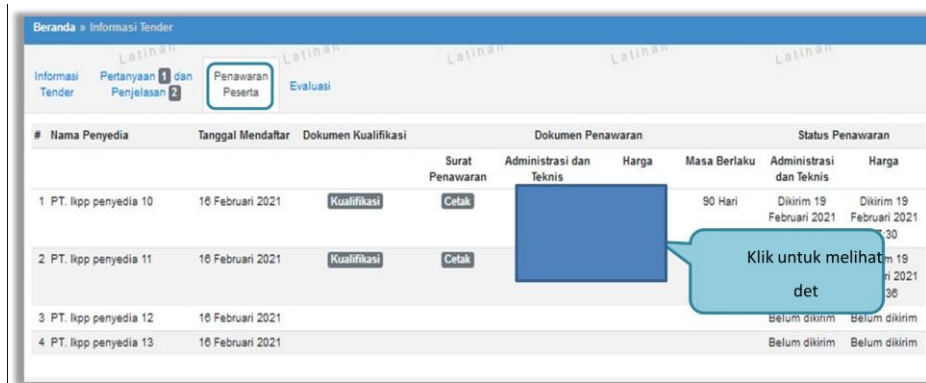 Beranda » Informasi Tender
Latihan Latihan Latihan Latihan Latihan
Informasi Tender
Pertanyaan 1 dan Penjelasan 2
Penawaran Peserta
Evaluasi
# Nama Penyedia Tanggal Mendaftar Dokumen Kualifikasi Dokumen Penawaran Status Penawaran
Surat Penawaran Administrasi dan Teknis Harga Masa Berlaku Administrasi dan Teknis Harga
1 PT. lkpp penyedia 10 16 Februari 2021 Kualifikasi Cetak 90 Hari Dikirim 19 Februari 2021 Dikirim 19 Februari 2021
:30
2 PT. lkpp penyedia 11 16 Februari 2021 Kualifikasi Cetak 19 2021
36
Klik untuk melihat
det
3 PT. lkpp penyedia 12 16 Februari 2021 Belum dikirim Belum dikirim
4 PT. lkpp penyedia 13 16 Februari 2021 Belum dikirim Belum dikirim